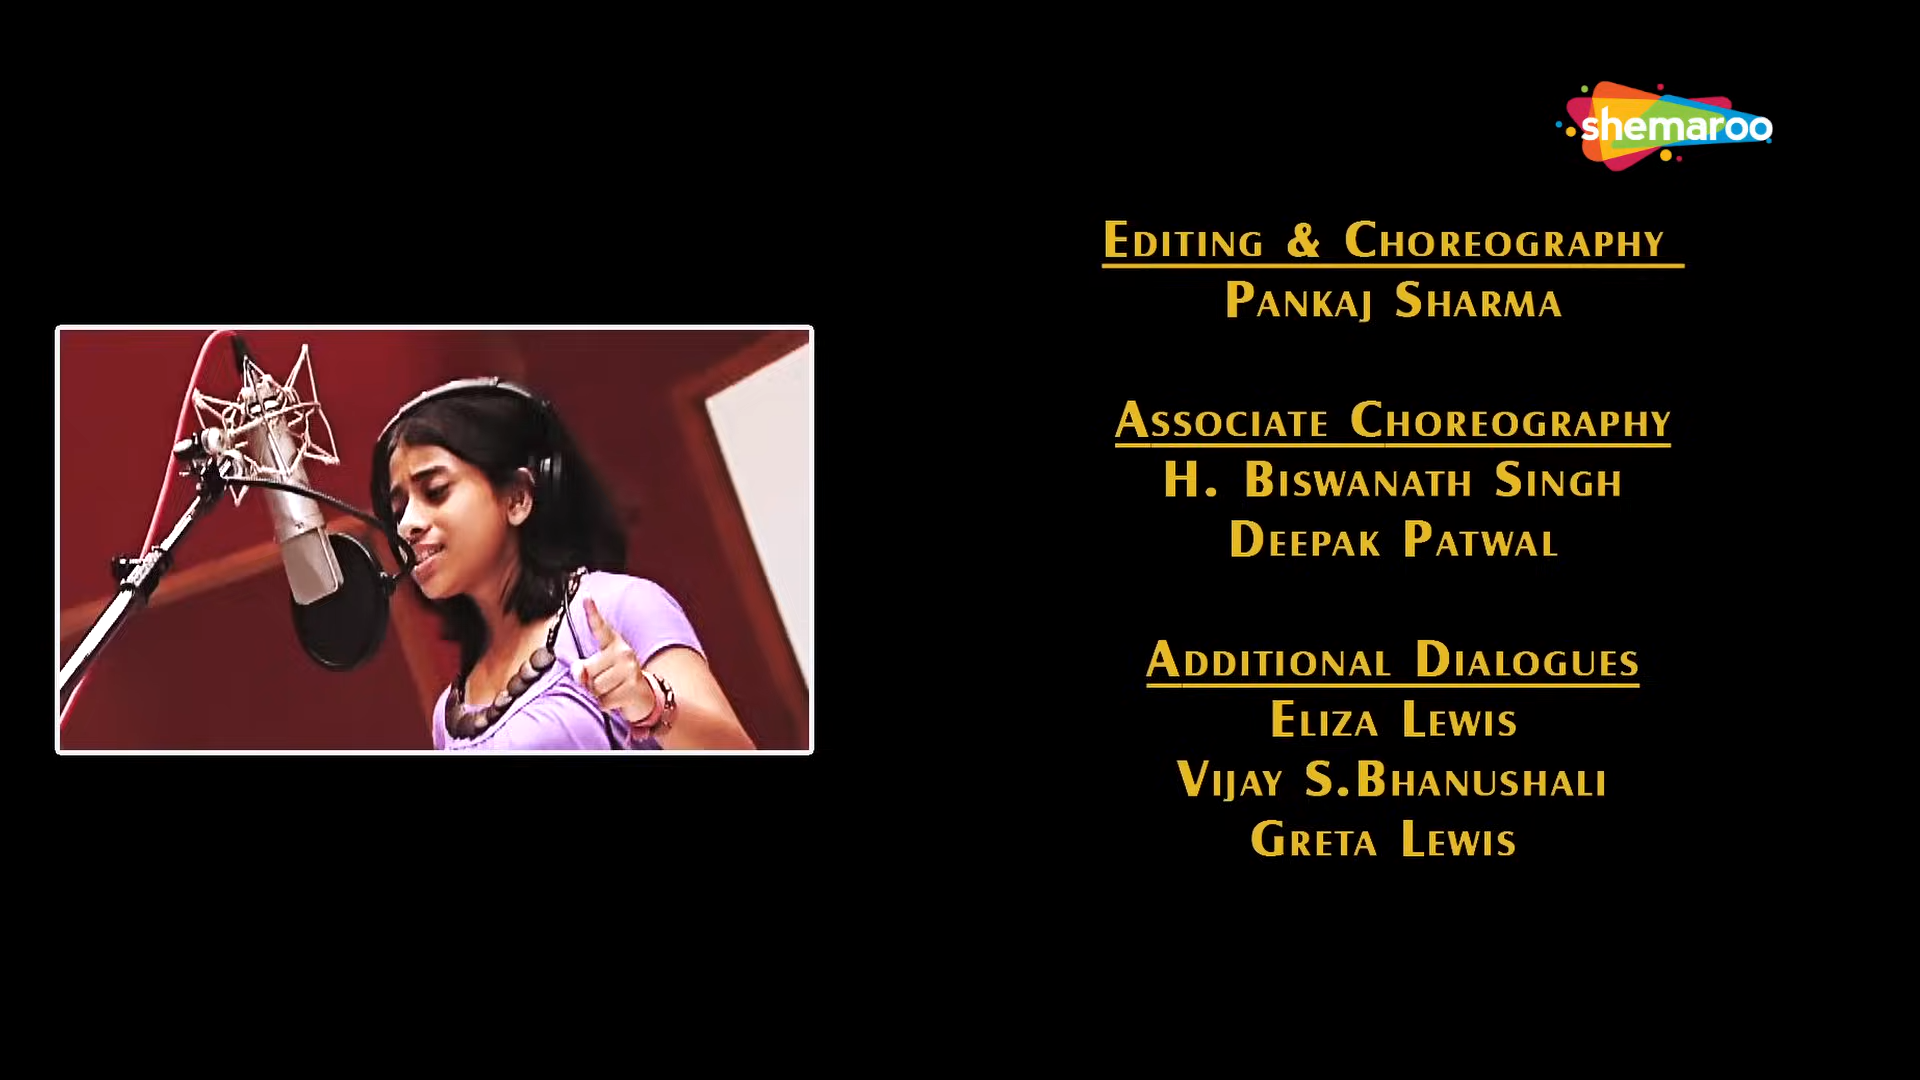 shemaroo
Editing & Choreography
Pankaj Sharma
Associate Choreography
H. Biswanath Singh
Deepak Patwal
Additional Dialogues
Eliza Lewis
Vijay S.Bhanushali
Greta Lewis